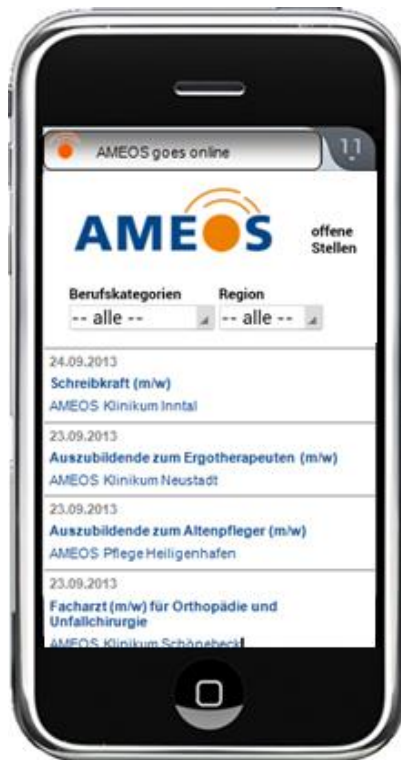 AMEOS goes online
11
AMEOS
offene
Stellen
Berufskategorien Region
-- alle -- -- alle --
24.09.2013
Schreibkraft (m/w)
AMEOS Klinikum Inntal
23.09.2013
Auszubildende zum Ergotherapeuten (m/w)
AMEOS Klinikum Neustadt
23.09.2013
Auszubildende zum Altenpfleger (m/w)
AMEOS Pflege Heiligenhafen
23.09.2013
Facharzt (m/w) für Orthopädie und
Unfallchirurgie
AMEOS Klinikum Schönebeck